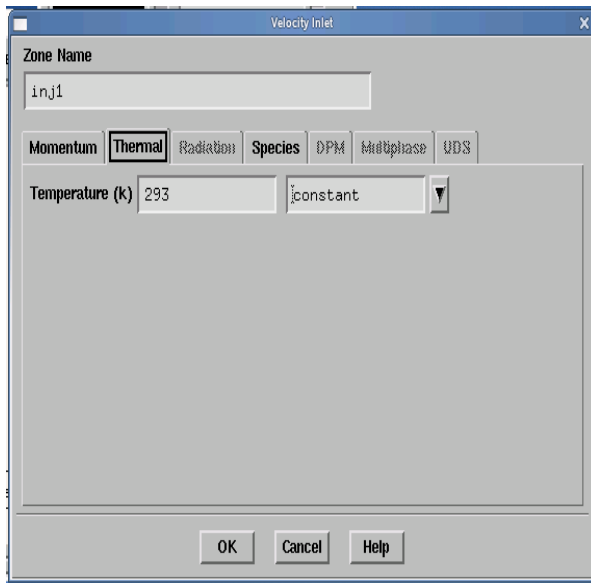 Velocity Inlet X
Zone Name
inj1
Momentum Thermal Radiation Species DPM Multiphase UDS
Temperature (k) 293 constant
OK Cancel Help